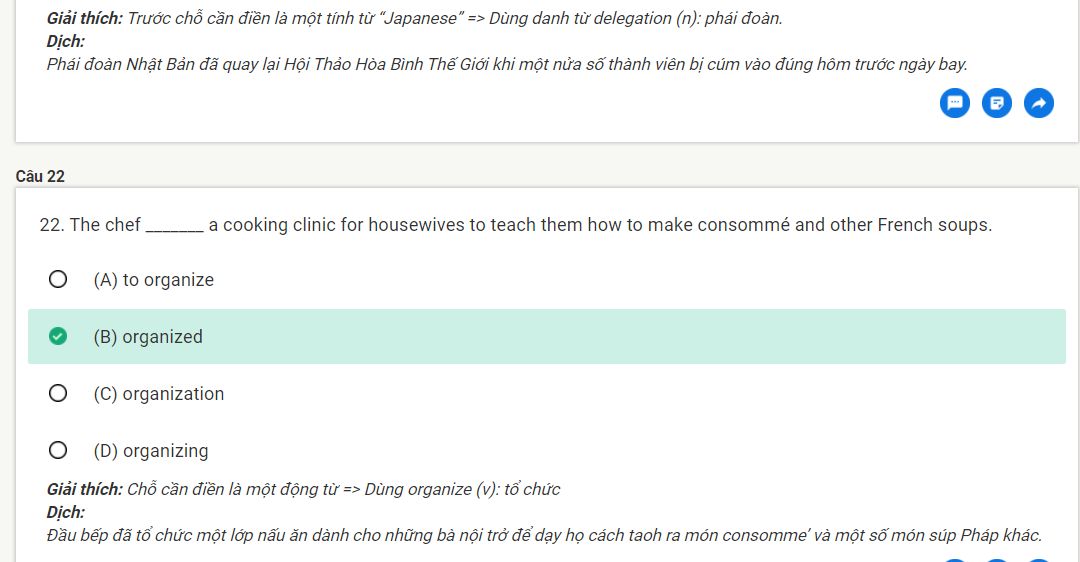 Giải thích: Trước chỗ cần điền là một tính từ “Japanese” => Dùng danh từ delegation (n): phái đoàn.
Dịch:
Phái đoàn Nhật Bản đã quay lại Hội Thảo Hòa Bình Thế Giới khi một nửa số thành viên bị cúm vào đúng hôm trước ngày bay.
Câu 22
22. The chef _______ a cooking clinic for housewives to teach them how to make consommé and other French soups.
(A) to organize
(B) organized
(C) organization
(D) organizing
Giải thích: Chỗ cần điền là một động từ => Dùng organize (v): tổ chức
Dịch:
Đầu bếp đã tổ chức một lớp nấu ăn dành cho những bà nội trở để dạy họ cách taoh ra món consomme’ và một số món súp Pháp khác.